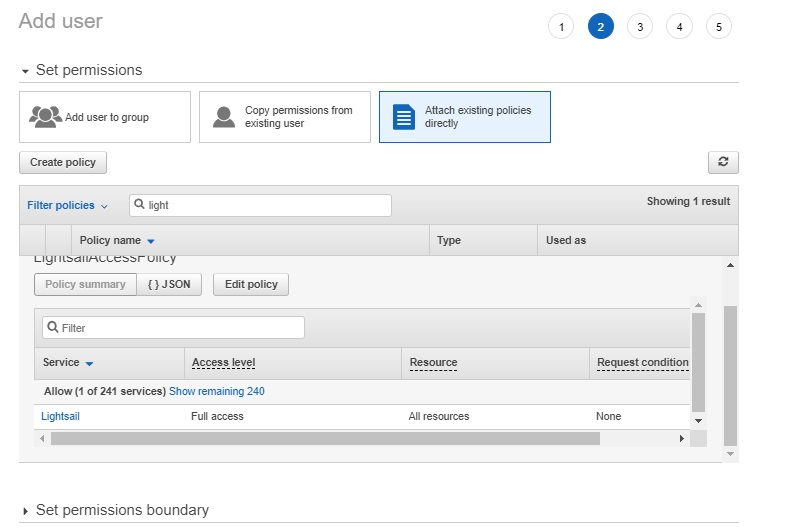 Add user
1 2 3 4 5
Set permissions
Add user to group
Copy permissions from
existing user
Attach existing policies
directly
Create policy
Filter policies
light
Showing 1 result
Policy name
Type
Used as
LightsailAccessPolicy
Policy summary
{ } JSON
Edit policy
Filter
Service
Access level
Resource
Request condition
Allow (1 of 241 services) Show remaining 240
Lightsail
Full access
All resources
None
Set permissions boundary